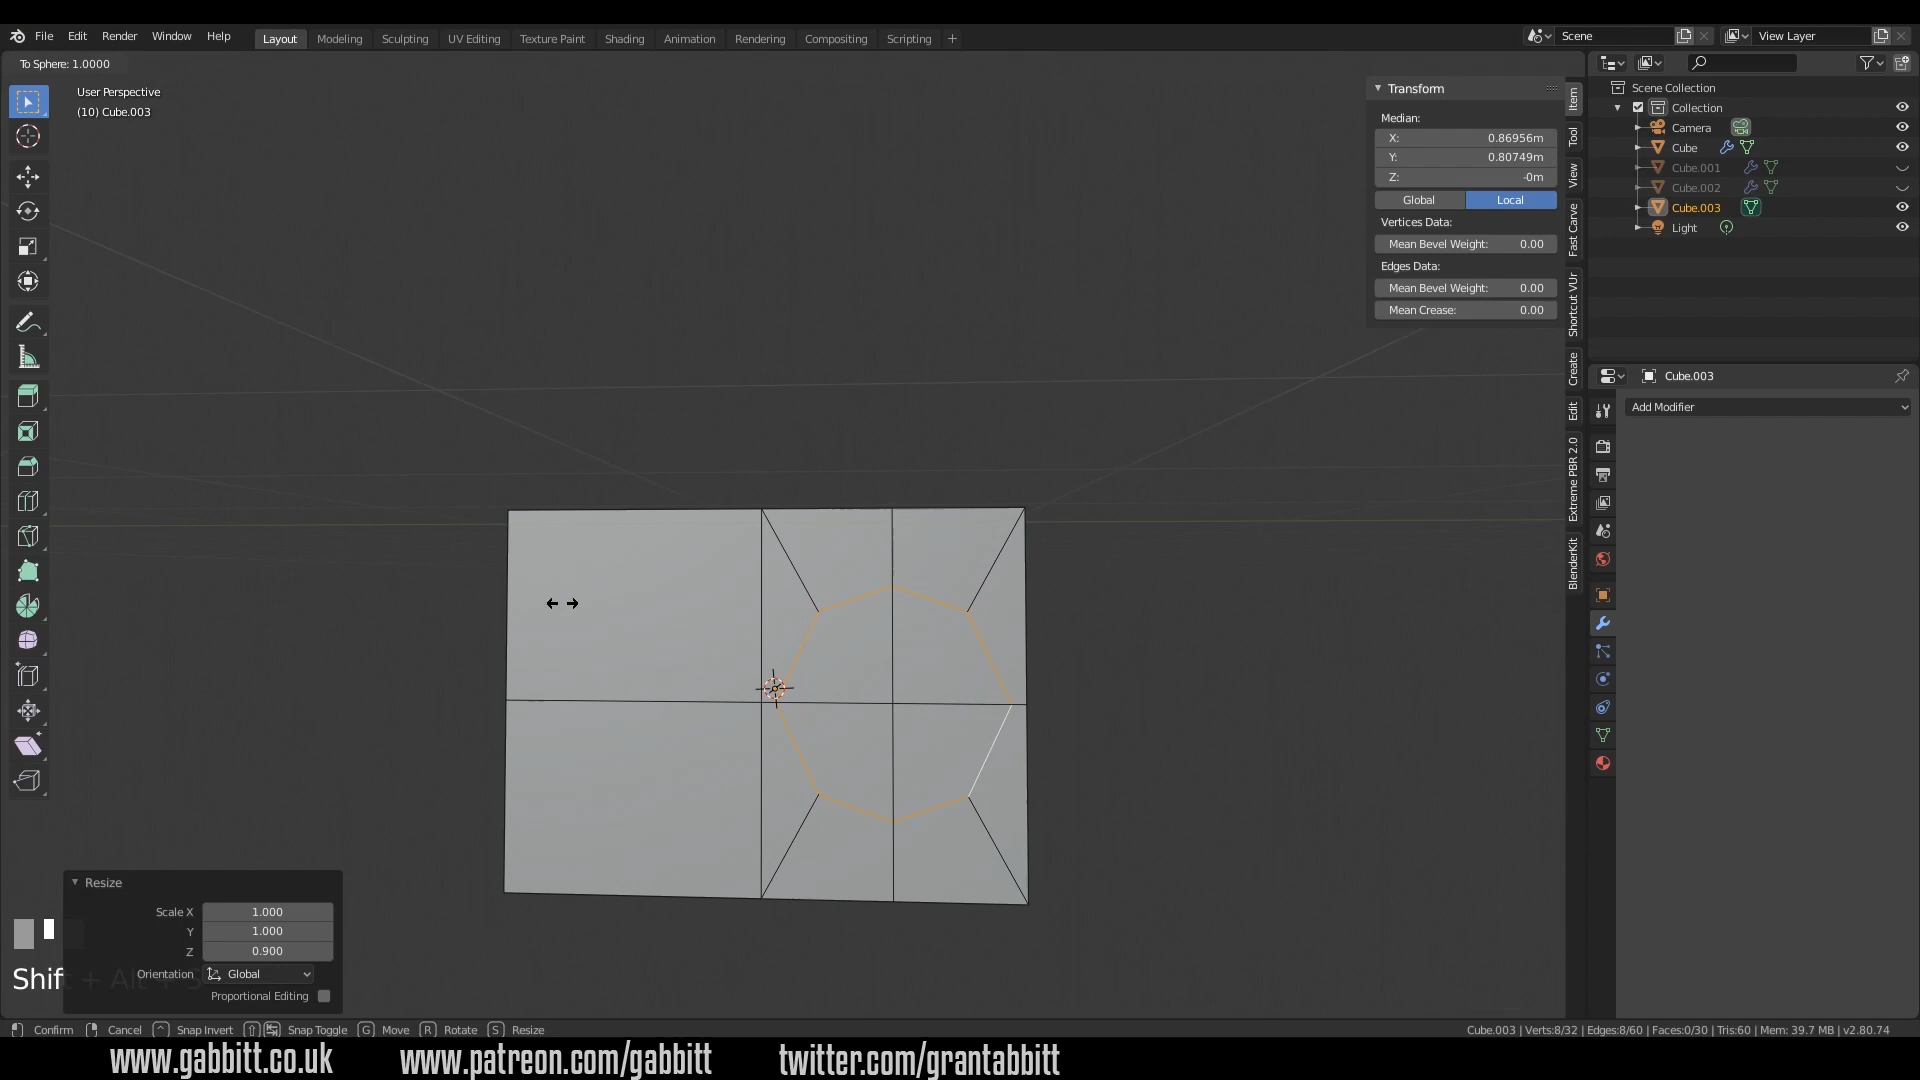 File Edit Render Window Help
Layout Modeling Sculpting UV Editing Texture Paint Shading Animation Rendering Compositing Scripting +
Scene
View Layer
To Sphere: 1.0000
User Perspective
(10) Cube.003
Transform
Median:
X: 0.86956m
Y: 0.80749m
Z: -0m
Global Local
Vertices Data:
Mean Bevel Weight: 0.00
Edges Data:
Mean Bevel Weight: 0.00
Mean Crease: 0.00
Item
Tool
View
Fast Carve
Shortcut VUr
Create
Edit
Extreme PBR 2.0
BlenderKit
Scene Collection
Collection
Camera
Cube
Cube.001
Cube.002
Cube.003
Light
Cube.003
Add Modifier
Resize
Scale X 1.000
Y 1.000
Z 0.900
Orientation Global
Proportional Editing
Shift + Alt + S
Confirm Cancel Snap Invert Snap Toggle G Move R Rotate S Resize
Cube.003 | Verts:8/32 | Edges:8/60 | Faces:0/30 | Tris:60 | Mem: 39.7 MB | v2.80.74
www.gabbitt.co.uk www.patreon.com/gabbitt twitter.com/grantabbitt